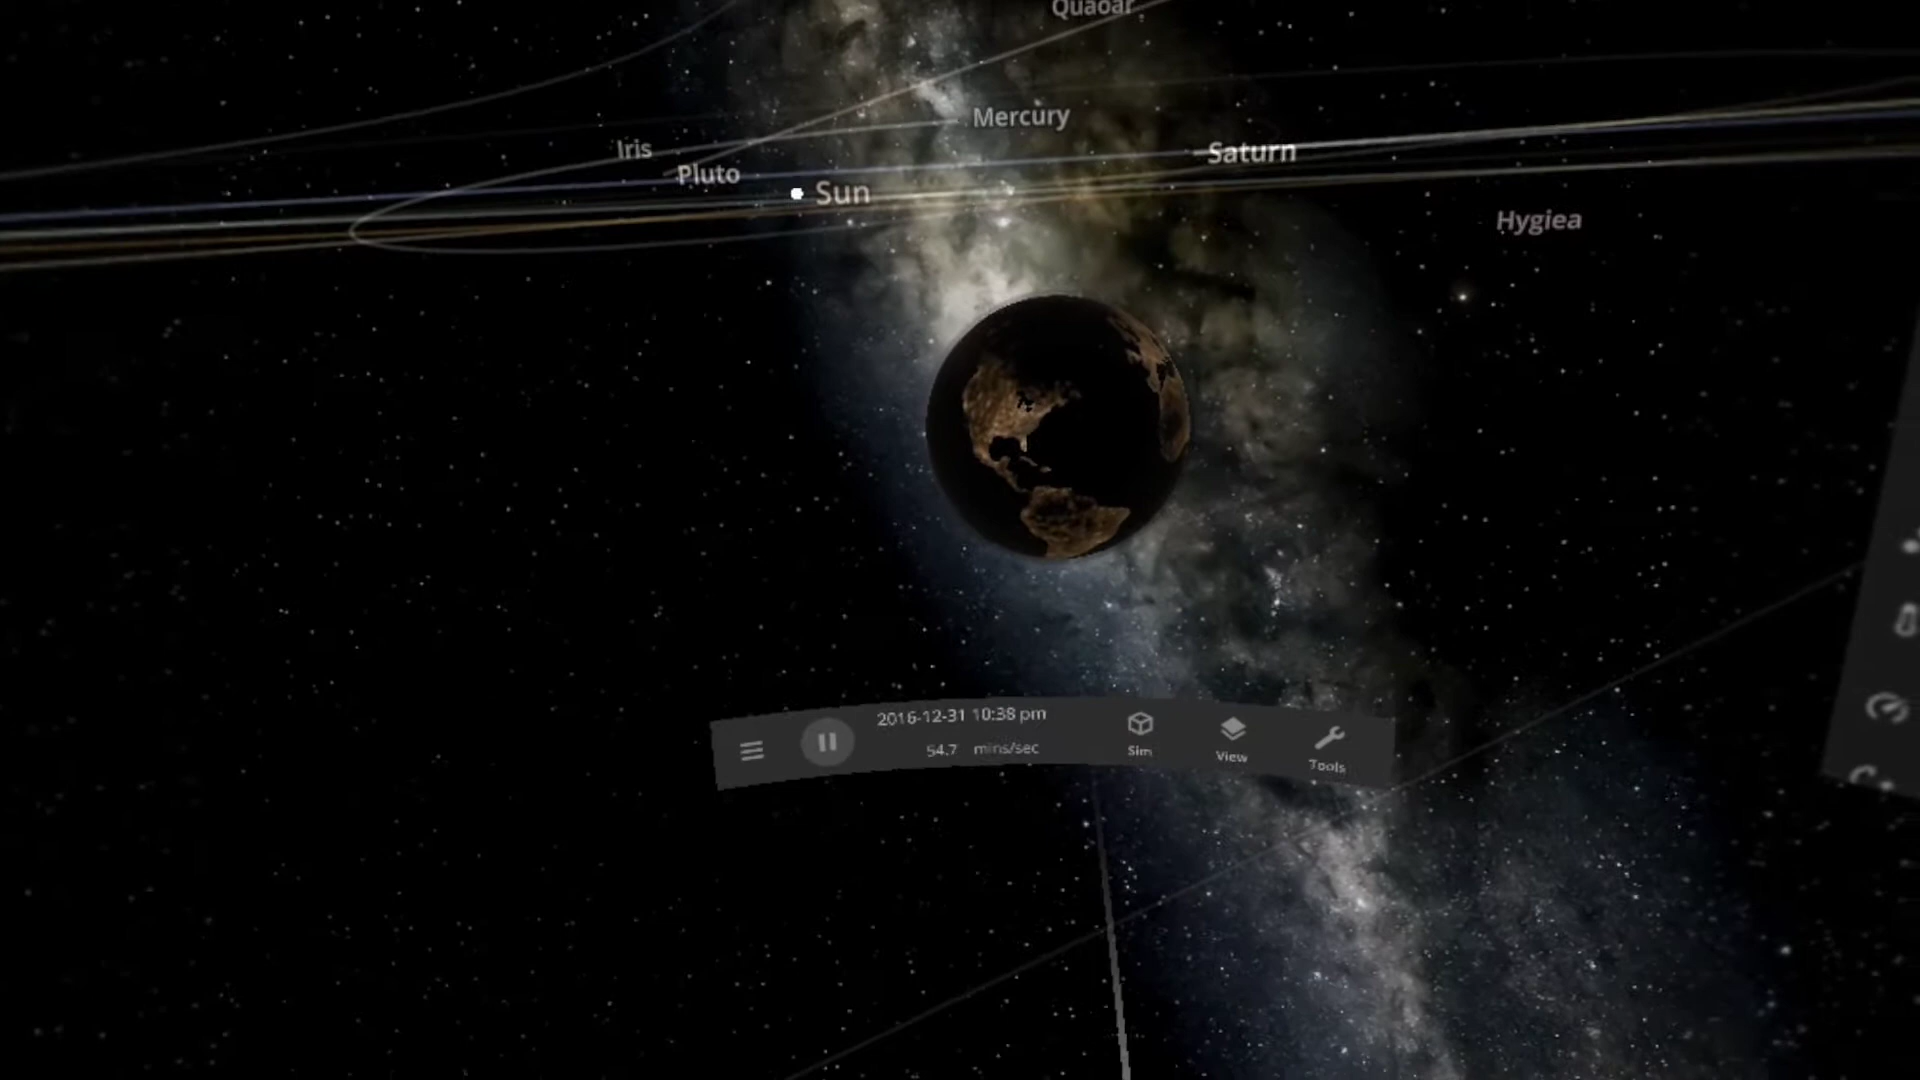 Quaoar
Mercury
Iris
Saturn
Pluto
Sun
Hygiea
2016-12-31 10:38 pm
54.7 mins/sec
Sim
View
Tools